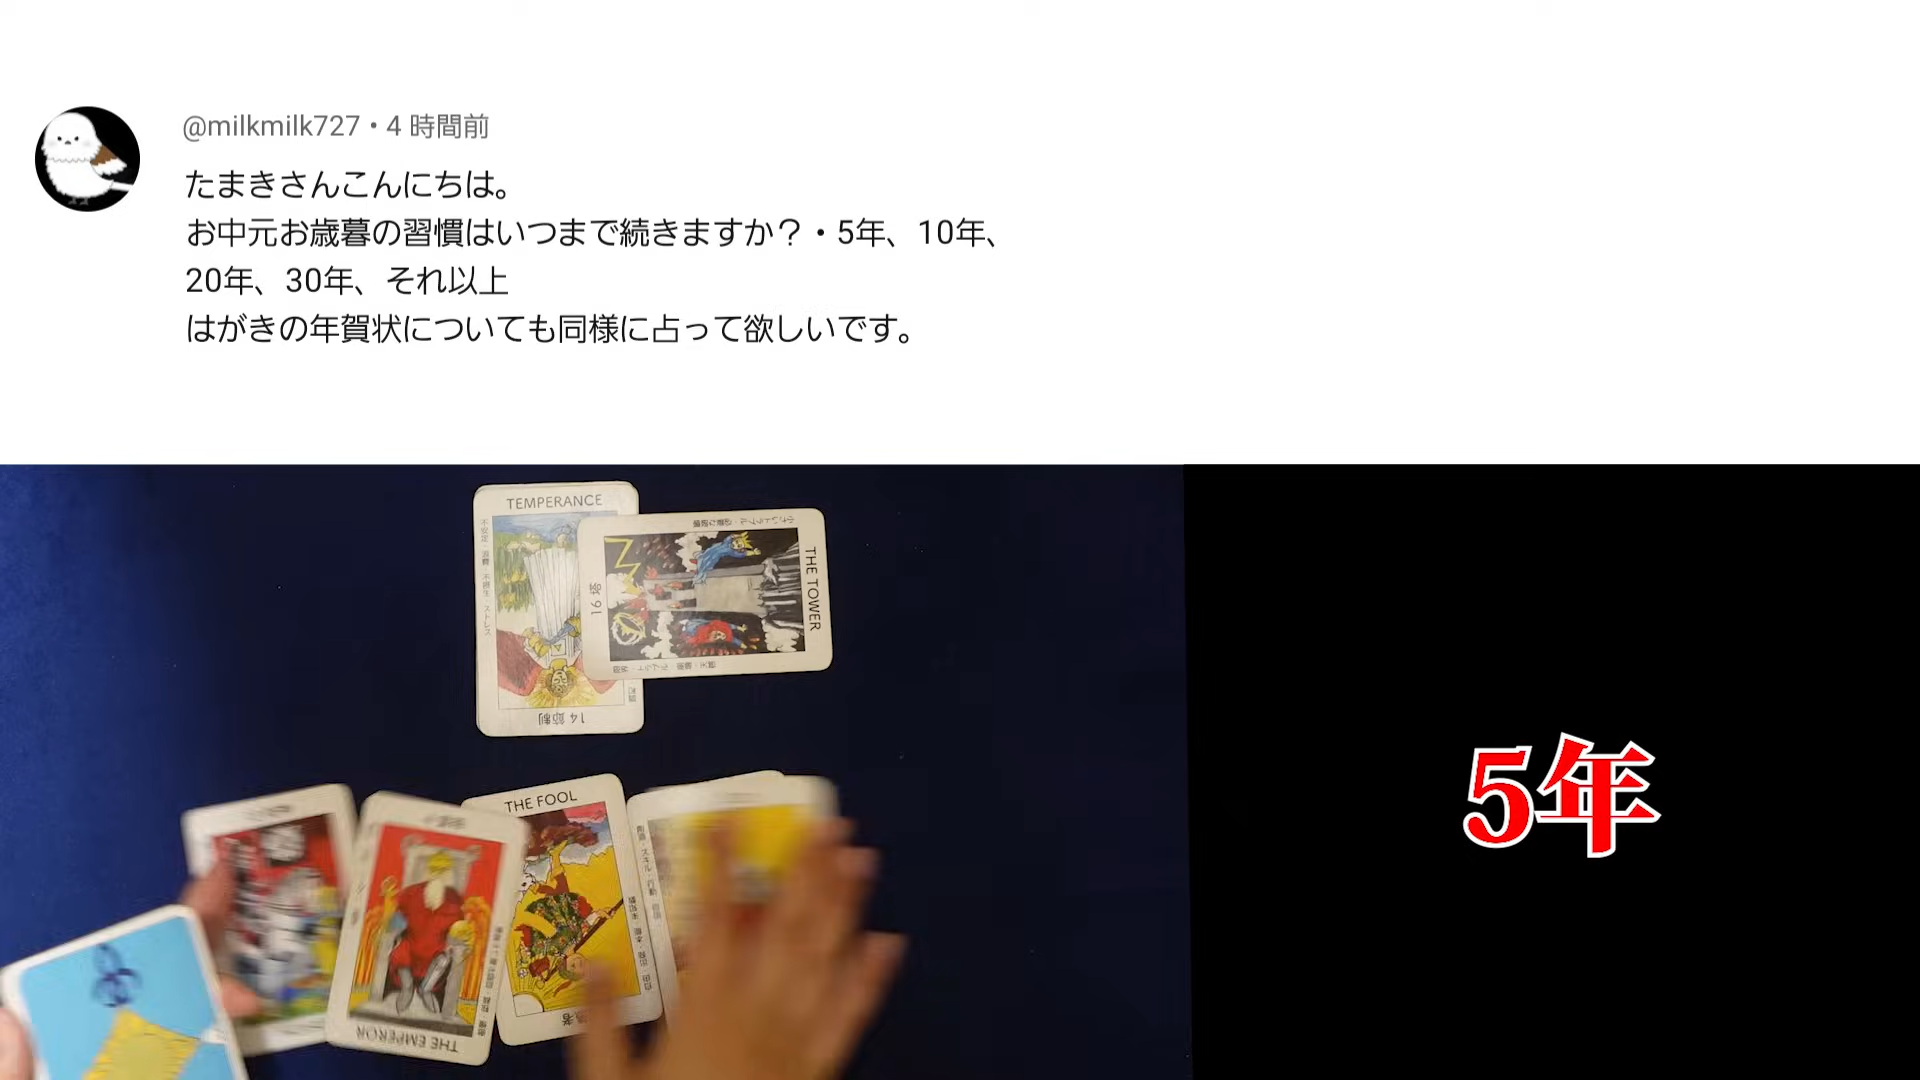 @milkmilk727・4 時間前
たまきさんこんにちは。
お中元お歳暮の習慣はいつまで続きますか？・5年、10年、
20年、30年、それ以上
はがきの年賀状についても同様に占って欲しいです。
TEMPERANCE
14 節制
THE TOWER
16 塔
THE FOOL
THE EMPEROR
5年